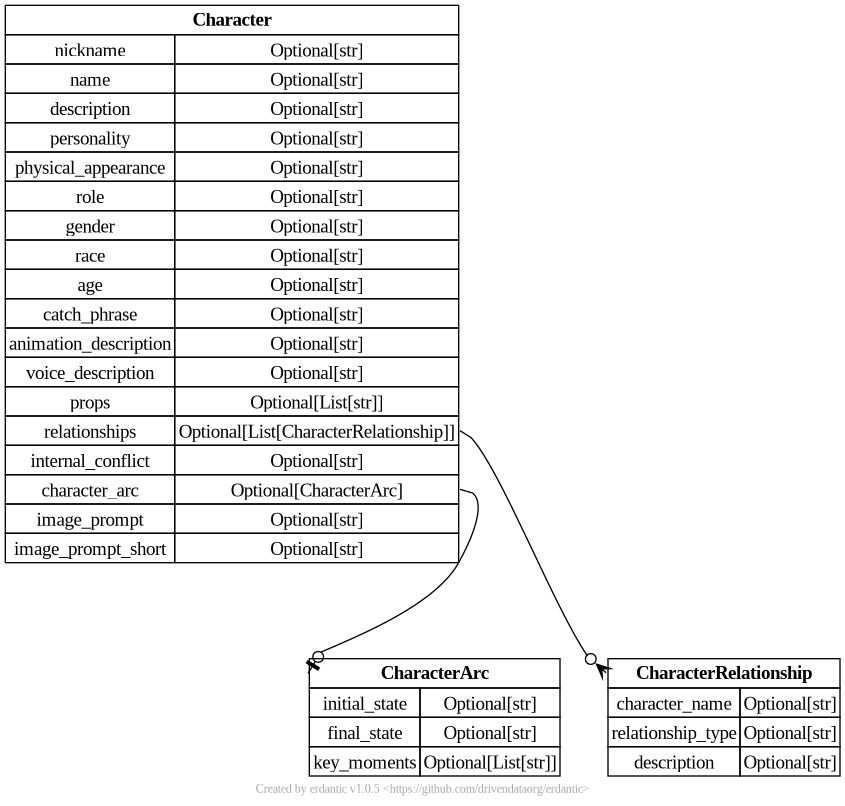 Character
nickname Optional[str]
name Optional[str]
description Optional[str]
personality Optional[str]
physical_appearance Optional[str]
role Optional[str]
gender Optional[str]
race Optional[str]
age Optional[str]
catch_phrase Optional[str]
animation_description Optional[str]
voice_description Optional[str]
props Optional[List[str]]
relationships Optional[List[CharacterRelationship]]
internal_conflict Optional[str]
character_arc Optional[CharacterArc]
image_prompt Optional[str]
image_prompt_short Optional[str]
CharacterArc
initial_state Optional[str]
final_state Optional[str]
key_moments Optional[List[str]]
CharacterRelationship
character_name Optional[str]
relationship_type Optional[str]
description Optional[str]
Created by erdantic v1.0.5 <https://github.com/drivendataorg/erdantic>